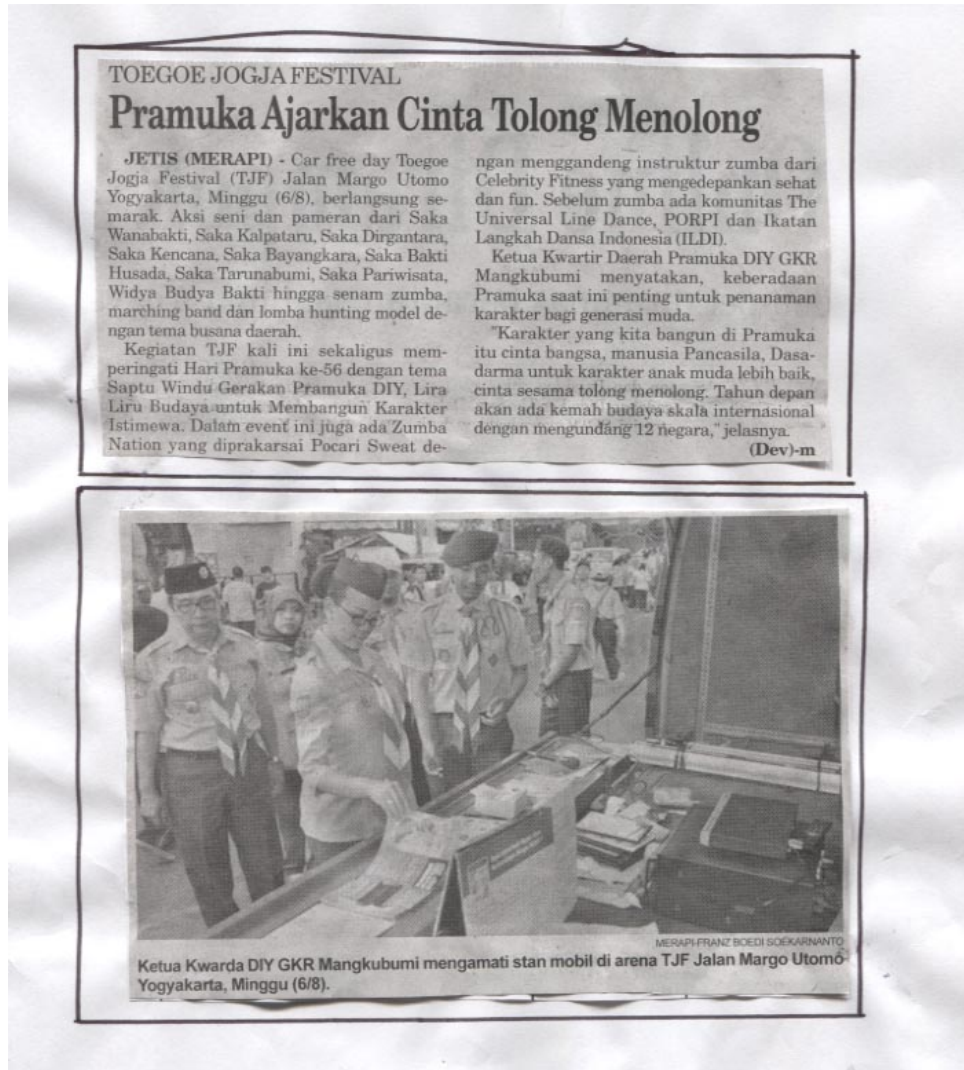 TOEGOE JOGJA FESTIVAL
Pramuka Ajarkan Cinta Tolong Menolong
JETIS (MERAPI) - Car free day Toegoe
Jogja Festival (TJF) Jalan Margo Utomo
Yogyakarta, Minggu (6/8), berlangsung se-
marak. Aksi seni dan pameran dari Saka
Wanabakti, Saka Kalpataru, Saka Dirgantara,
Saka Kencana, Saka Bayangkara, Saka Bakti
Husada, Saka Tarunabumi, Saka Pariwisata,
Widya Budya Bakti hingga senam zumba,
marching band dan lomba hunting model de-
ngan tema busana daerah.
Kegiatan TJF kali ini sekaligus mem-
peringati Hari Pramuka ke-56 dengan tema
Saptu Windu Gerakan Pramuka DIY, Lira
Liru Budaya untuk Membangun Karakter
Istimewa. Dalam event ini juga ada Zumba
Nation yang diprakarsai Pocari Sweat de-
ngan menggandeng instruktur zumba dari
Celebrity Fitness yang mengedepankan sehat
dan fun. Sebelum zumba ada komunitas The
Universal Line Dance, PORPI dan Ikatan
Langkah Dansa Indonesia (ILDI).
Ketua Kwartir Daerah Pramuka DIY GKR
Mangkubumi menyatakan, keberadaan
Pramuka saat ini penting untuk penanaman
karakter bagi generasi muda.
"Karakter yang kita bangun di Pramuka
itu cinta bangsa, manusia Pancasila, Dasa-
darma untuk karakter anak muda lebih baik,
cinta sesama tolong menolong. Tahun depan
akan ada kemah budaya skala internasional
dengan mengundang 12 negara," jelasnya.
(Dev)-m
MERAPI-FRANZ BOEDI SOEKARNANTO
Ketua Kwarda DIY GKR Mangkubumi mengamati stan mobil di arena TJF Jalan Margo Utomo
Yogyakarta, Minggu (6/8).